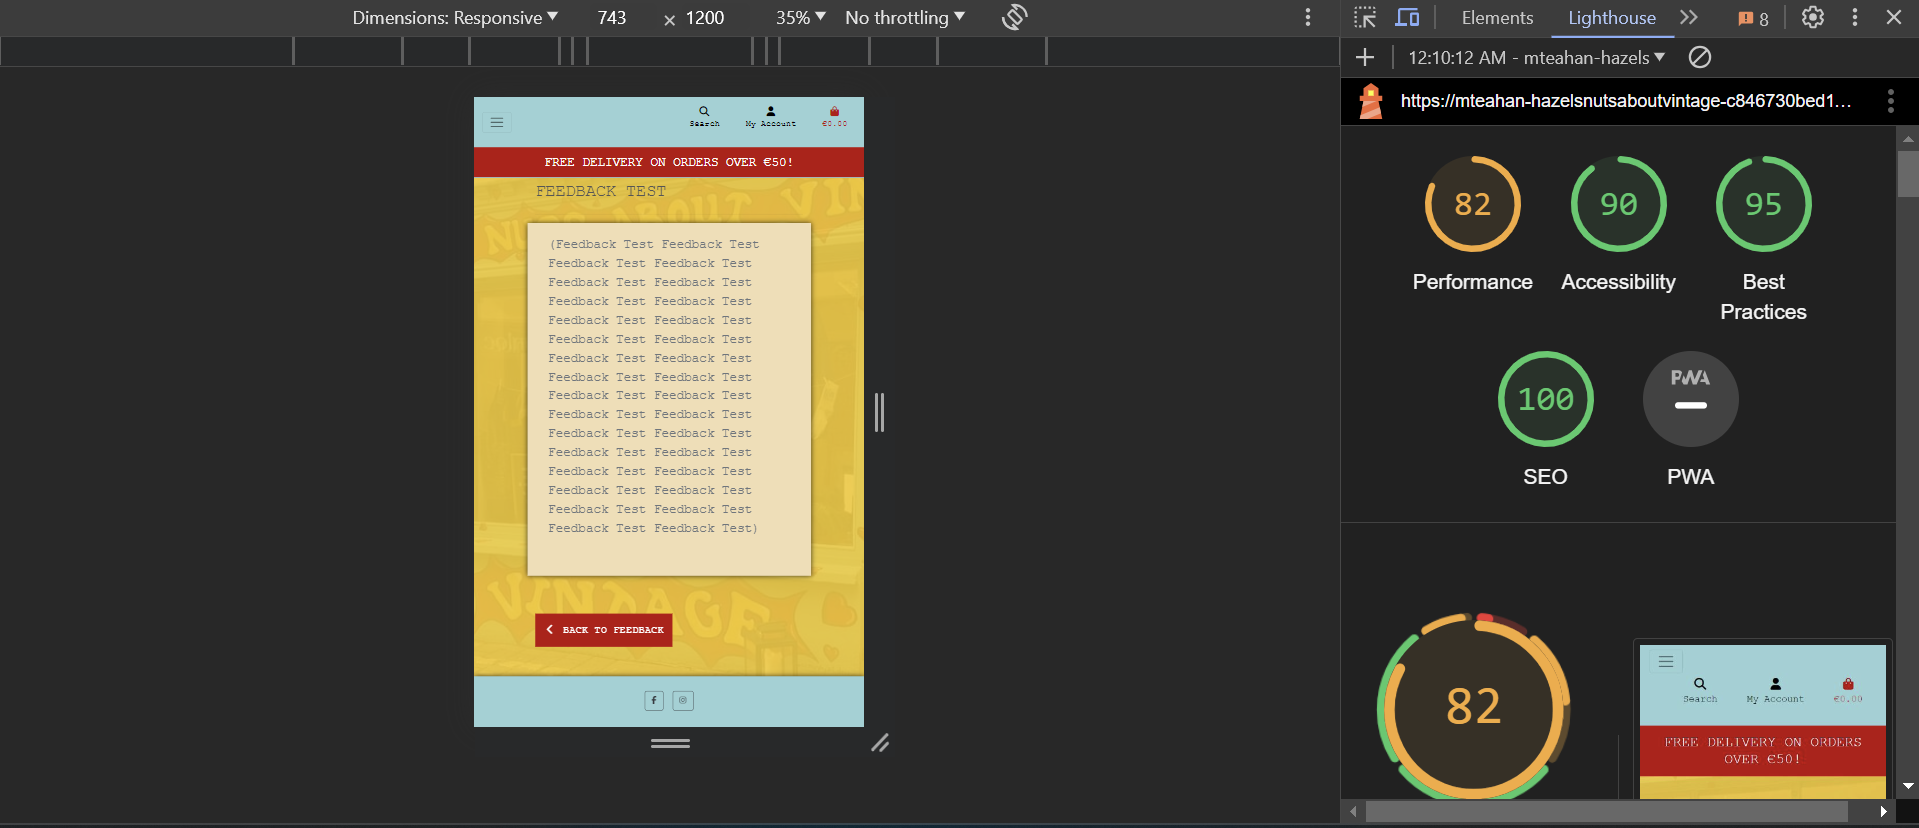 Dimensions: Responsive 743 × 1200 35% No throttling
Elements Lighthouse 8
12:10:12 AM - mteahan-hazels
https://mteahan-hazelsnutsaboutvintage-c846730bed1…
Search My Account €0.00
FREE DELIVERY ON ORDERS OVER €50!
FEEDBACK TEST
NUTS ABOUT VIN
(Feedback Test Feedback Test
Feedback Test Feedback Test
Feedback Test Feedback Test
Feedback Test Feedback Test
Feedback Test Feedback Test
Feedback Test Feedback Test
Feedback Test Feedback Test
Feedback Test Feedback Test
Feedback Test Feedback Test
Feedback Test Feedback Test
Feedback Test Feedback Test
Feedback Test Feedback Test
Feedback Test Feedback Test
Feedback Test Feedback Test
Feedback Test Feedback Test
Feedback Test Feedback Test)
VINTAGE
BACK TO FEEDBACK
82 90 95
Performance Accessibility Best
Practices
PWA
100
SEO PWA
82
Search My Account €0.00
FREE DELIVERY ON ORDERS
OVER €50!